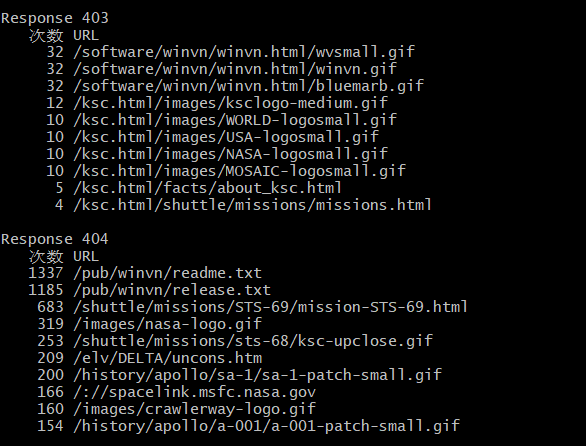 Response 403
次数 URL
32 /software/winvn/winvn.html/wvsmall.gif
32 /software/winvn/winvn.html/winvn.gif
32 /software/winvn/winvn.html/bluemarb.gif
12 /ksc.html/images/ksclogo-medium.gif
10 /ksc.html/images/WORLD-logosmall.gif
10 /ksc.html/images/USA-logosmall.gif
10 /ksc.html/images/NASA-logosmall.gif
10 /ksc.html/images/MOSAIC-logosmall.gif
5 /ksc.html/facts/about_ksc.html
4 /ksc.html/shuttle/missions/missions.html
Response 404
次数 URL
1337 /pub/winvn/readme.txt
1185 /pub/winvn/release.txt
683 /shuttle/missions/STS-69/mission-STS-69.html
319 /images/nasa-logo.gif
253 /shuttle/missions/sts-68/ksc-upclose.gif
209 /elv/DELTA/uncons.htm
200 /history/apollo/sa-1/sa-1-patch-small.gif
166 /://spacelink.msfc.nasa.gov
160 /images/crawlerway-logo.gif
154 /history/apollo/a-001/a-001-patch-small.gif